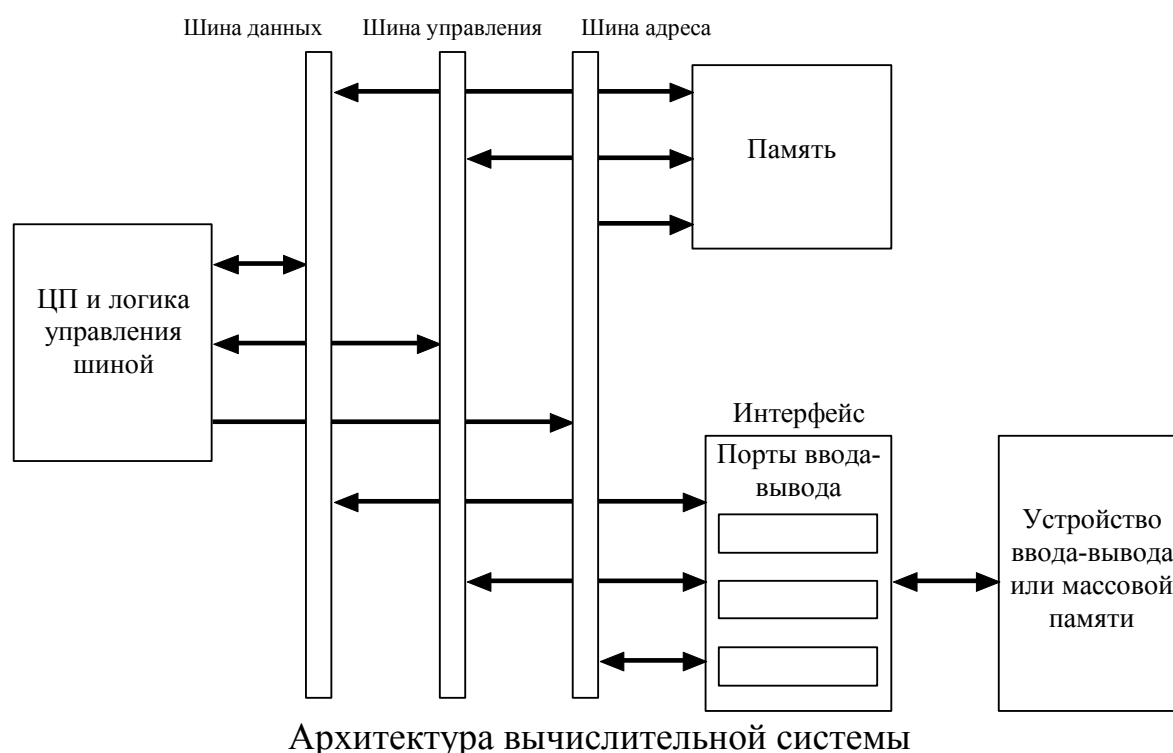 Шина данных
Шина управления
Шина адреса
Память
ЦП и логика
управления
шиной
Интерфейс
Порты ввода-
вывода
Устройство
ввода-вывода
или массовой
памяти
Архитектура вычислительной системы